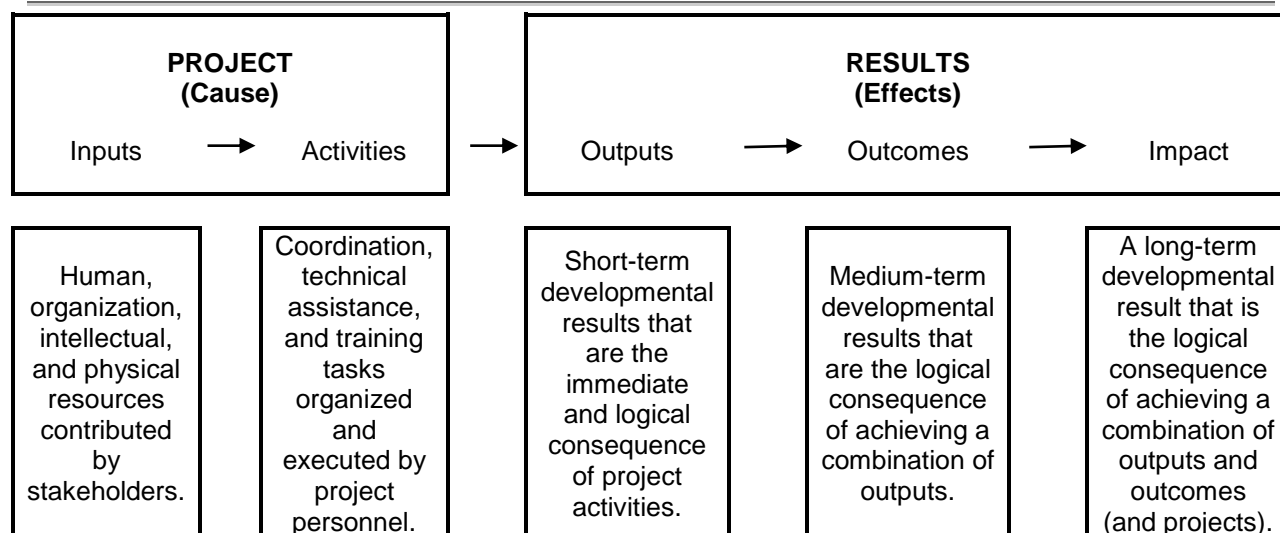 PROJECT
(Cause)
Inputs
Activities
RESULTS
(Effects)
Outputs
Outcomes
Impact
Human,
organization,
intellectual,
and physical
resources
contributed
by
stakeholders.
Coordination,
technical
assistance,
and training
tasks
organized
and
executed by
project
personnel.
Short-term
developmental
results that
are the
immediate
and logical
consequence
of project
activities.
Medium-term
developmental
results that
are the logical
consequence
of achieving a
combination of
outputs.
A long-term
developmental
result that is
the logical
consequence
of achieving a
combination of
outputs and
outcomes
(and projects).